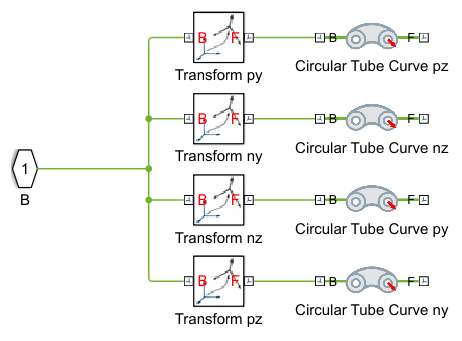 B F B F
Transform py Circular Tube Curve pz
B F B F
Transform ny Circular Tube Curve nz
1
B
B F B F
Transform nz Circular Tube Curve py
B F B F
Transform pz Circular Tube Curve ny